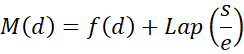 M(d) = f(d) + Lap(s/e)